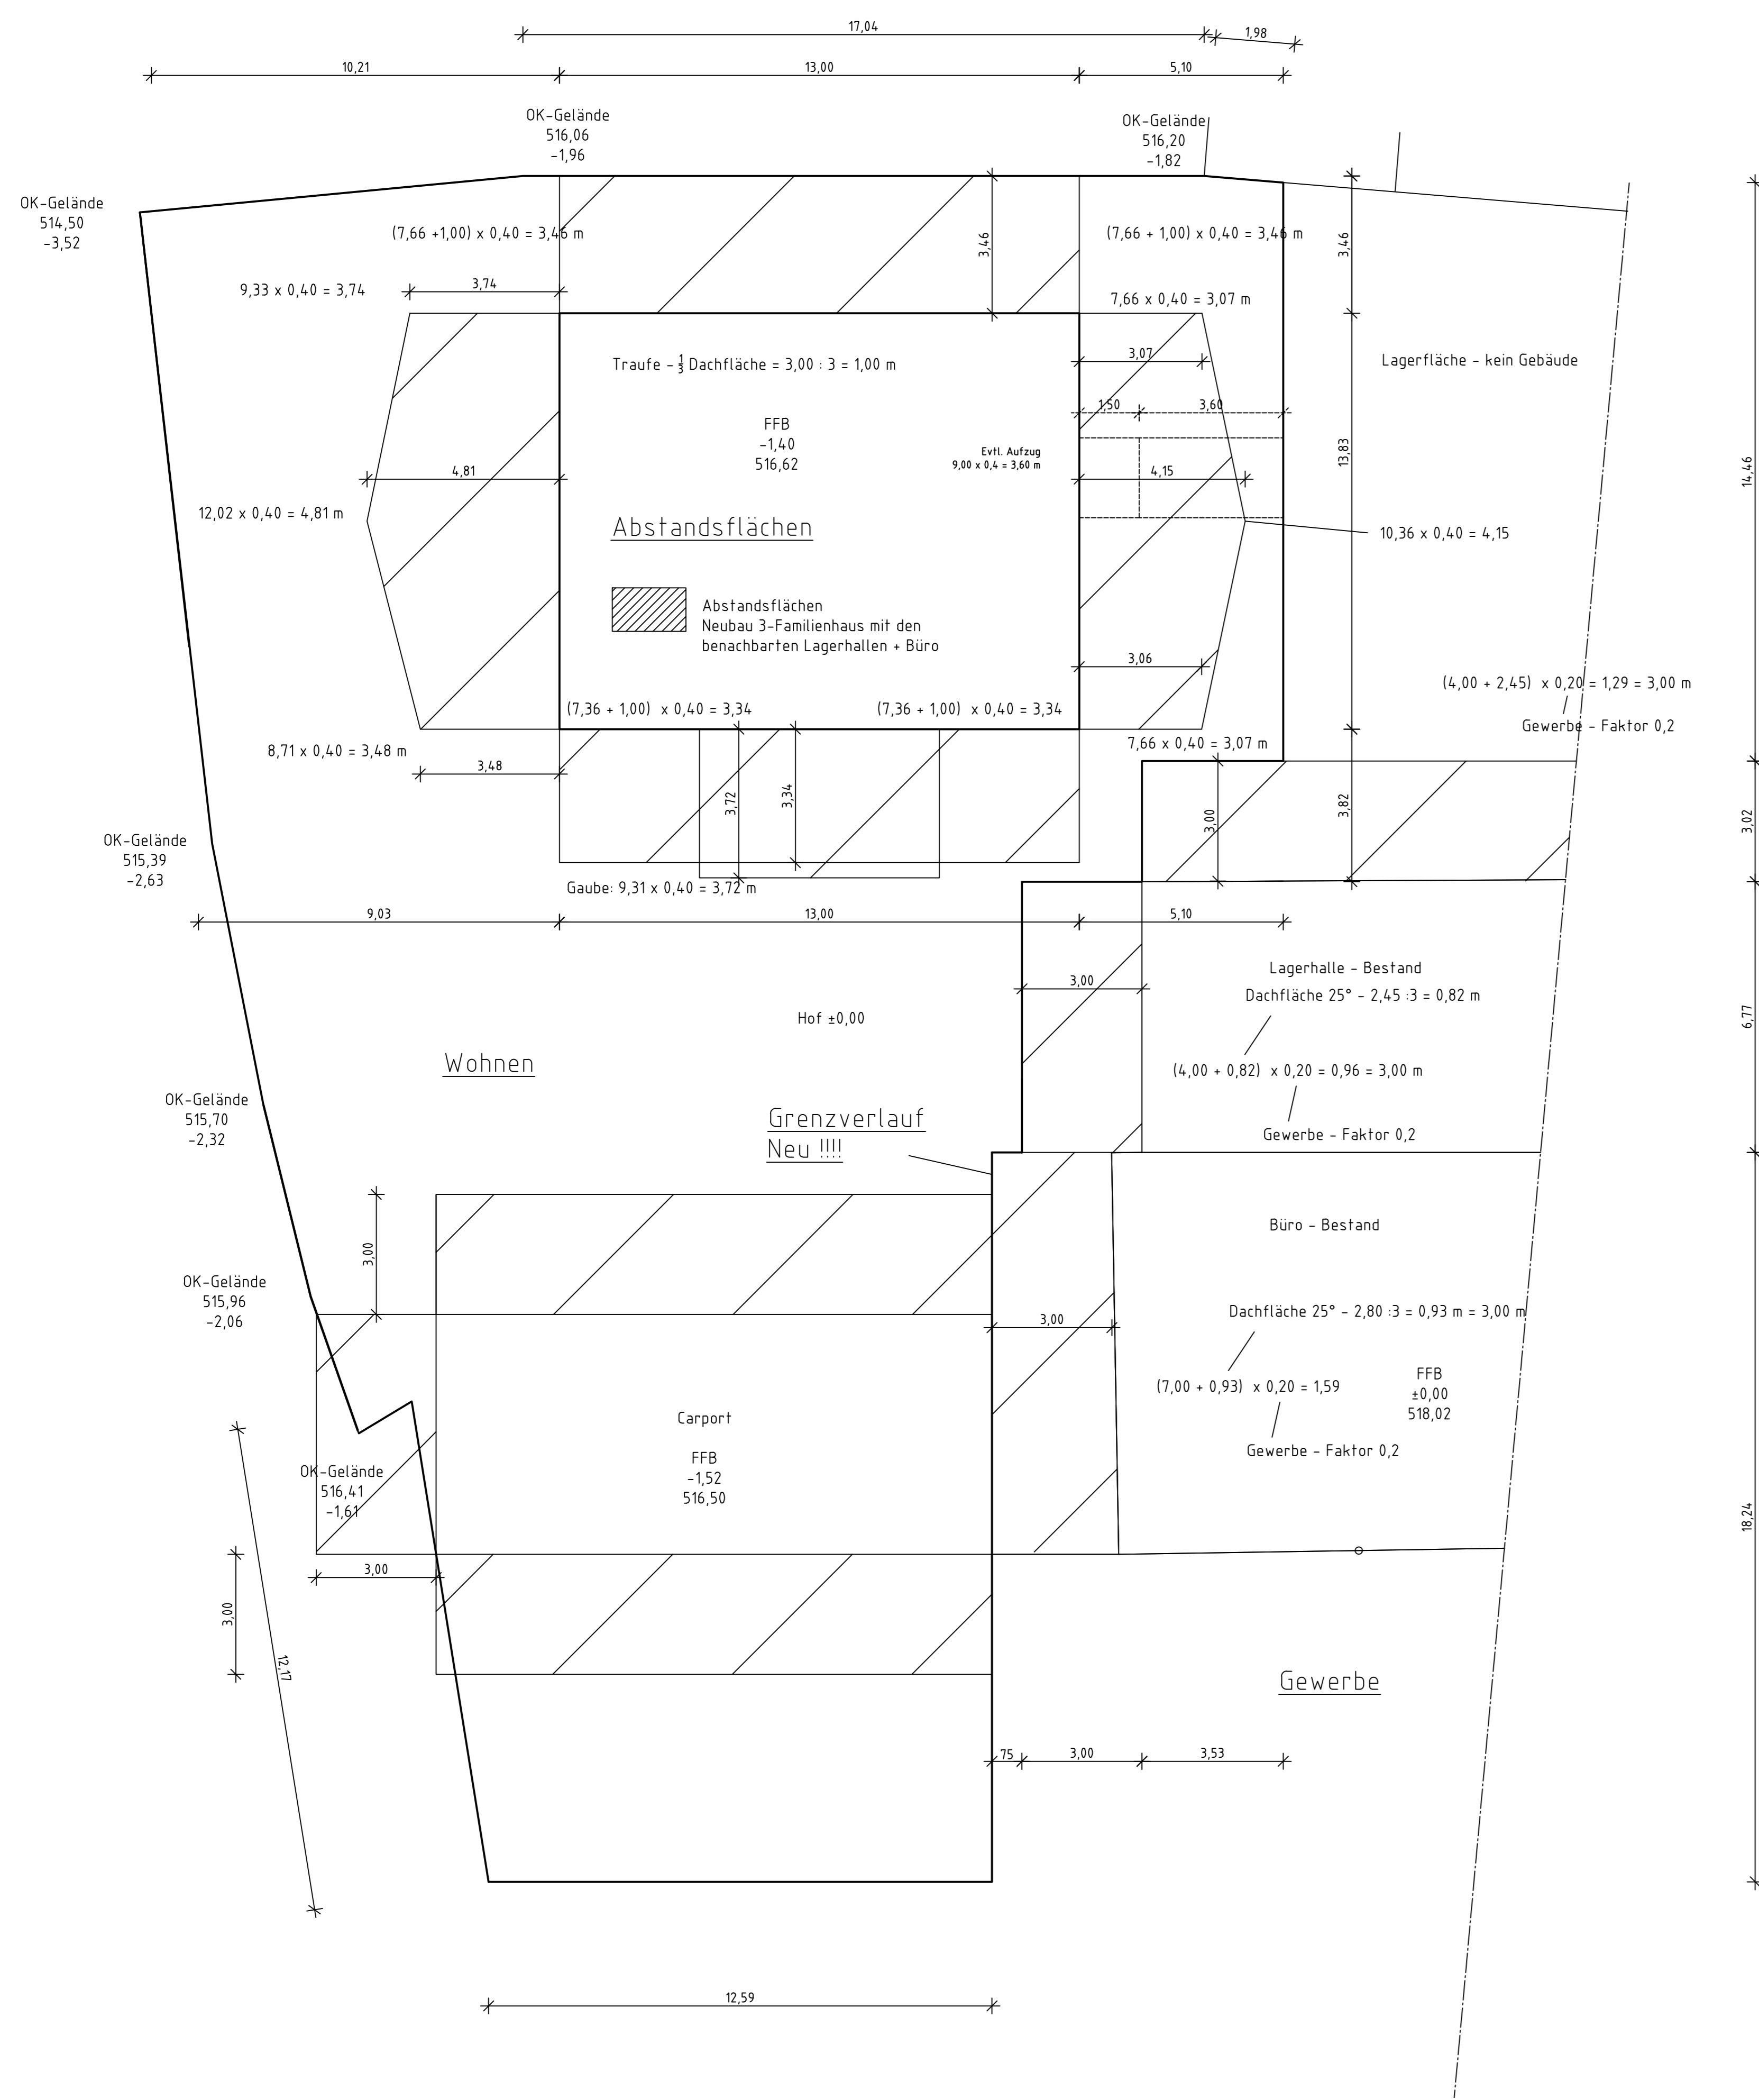 17,04
1,98
10,21
13,00
5,10
OK-Gelände
516,06
-1,96
OK-Gelände
516,20
-1,82
OK-Gelände
514,50
-3,52
(7,66 +1,00) x 0,40 = 3,46 m
3,46
(7,66 + 1,00) x 0,40 = 3,46 m
3,46
9,33 x 0,40 = 3,74
3,74
7,66 x 0,40 = 3,07 m
Traufe - 1/3 Dachfläche = 3,00 : 3 = 1,00 m
3,07
Lagerfläche - kein Gebäude
1,50
3,60
FFB
-1,40
516,62
Evtl. Aufzug
9,00 x 0,4 = 3,60 m
13,83
14,46
4,81
4,15
12,02 x 0,40 = 4,81 m
Abstandsflächen
10,36 x 0,40 = 4,15
Abstandsflächen
Neubau 3-Familienhaus mit den
benachbarten Lagerhallen + Büro
3,06
(4,00 + 2,45) x 0,20 = 1,29 = 3,00 m
Gewerbe - Faktor 0,2
(7,36 + 1,00) x 0,40 = 3,34
(7,36 + 1,00) x 0,40 = 3,34
8,71 x 0,40 = 3,48 m
7,66 x 0,40 = 3,07 m
3,48
3,72
3,34
3,00
3,82
3,02
OK-Gelände
515,39
-2,63
Gaube: 9,31 x 0,40 = 3,72 m
9,03
13,00
5,10
Lagerhalle - Bestand
3,00
Dachfläche 25° - 2,45 :3 = 0,82 m
Hof ±0,00
6,77
Wohnen
(4,00 + 0,82) x 0,20 = 0,96 = 3,00 m
OK-Gelände
515,70
-2,32
Grenzverlauf
Neu !!!!
Gewerbe - Faktor 0,2
3,00
Büro - Bestand
OK-Gelände
515,96
-2,06
3,00
Dachfläche 25° - 2,80 :3 = 0,93 m = 3,00 m
(7,00 + 0,93) x 0,20 = 1,59
FFB
±0,00
518,02
Gewerbe - Faktor 0,2
Carport
FFB
-1,52
516,50
OK-Gelände
516,41
-1,61
18,24
3,00
3,00
12,17
Gewerbe
75
3,00
3,53
12,59